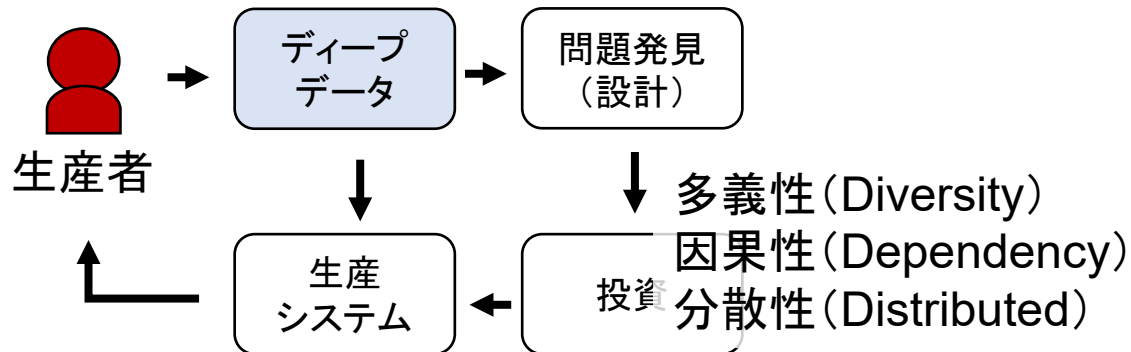 ディープ
データ
問題発見
（設計）
生産者
多義性（Diversity）
因果性（Dependency）
分散性（Distributed）
生産
システム
投資